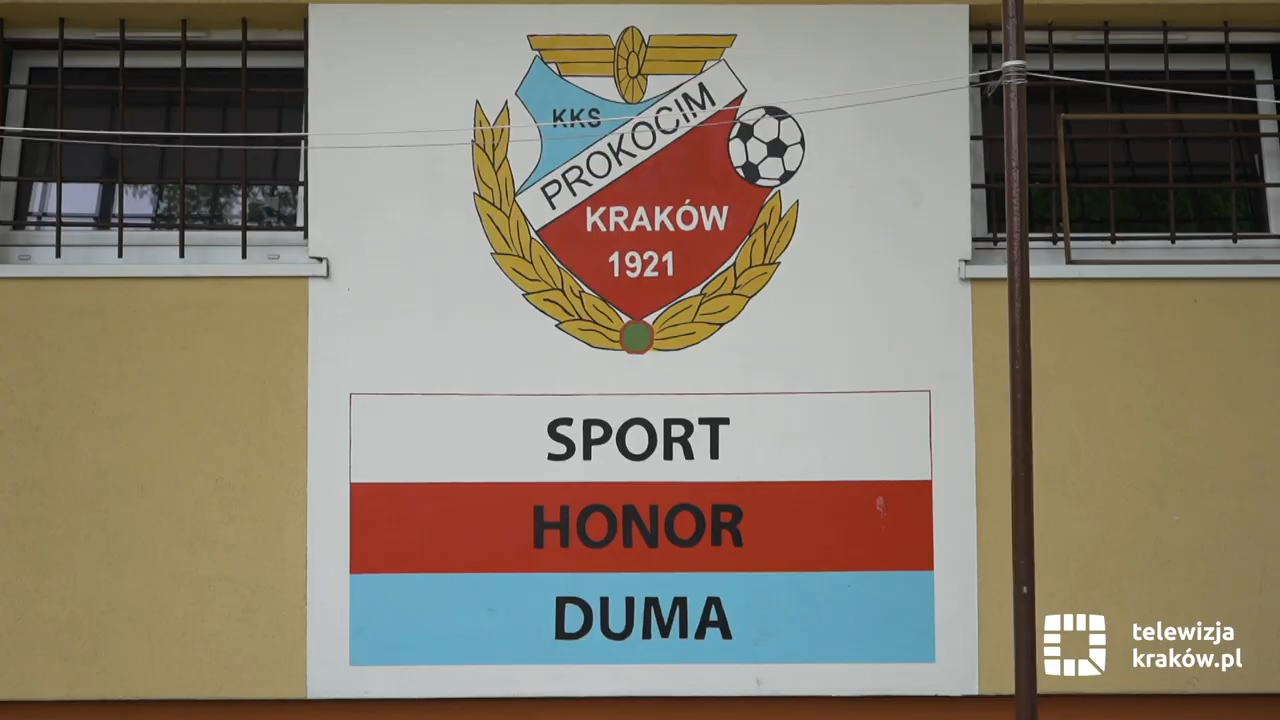 KKS
PROKOCIM
KRAKÓW
1921
SPORT
HONOR
DUMA
telewizja
kraków.pl